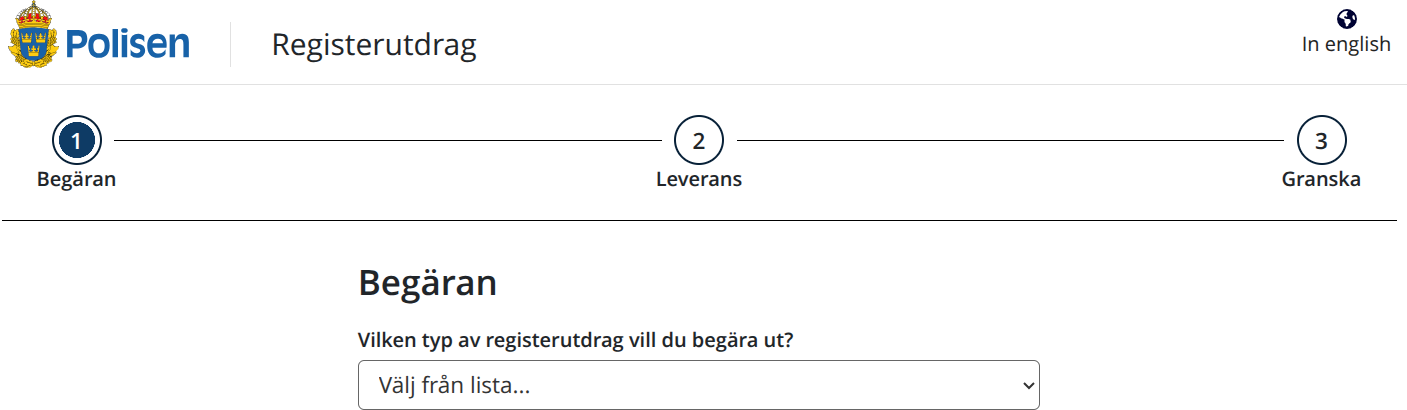 Polisen
Registerutdrag
In english
1
2
3
Begäran
Leverans
Granska
Begäran
Vilken typ av registerutdrag vill du begära ut?
Välj från lista...